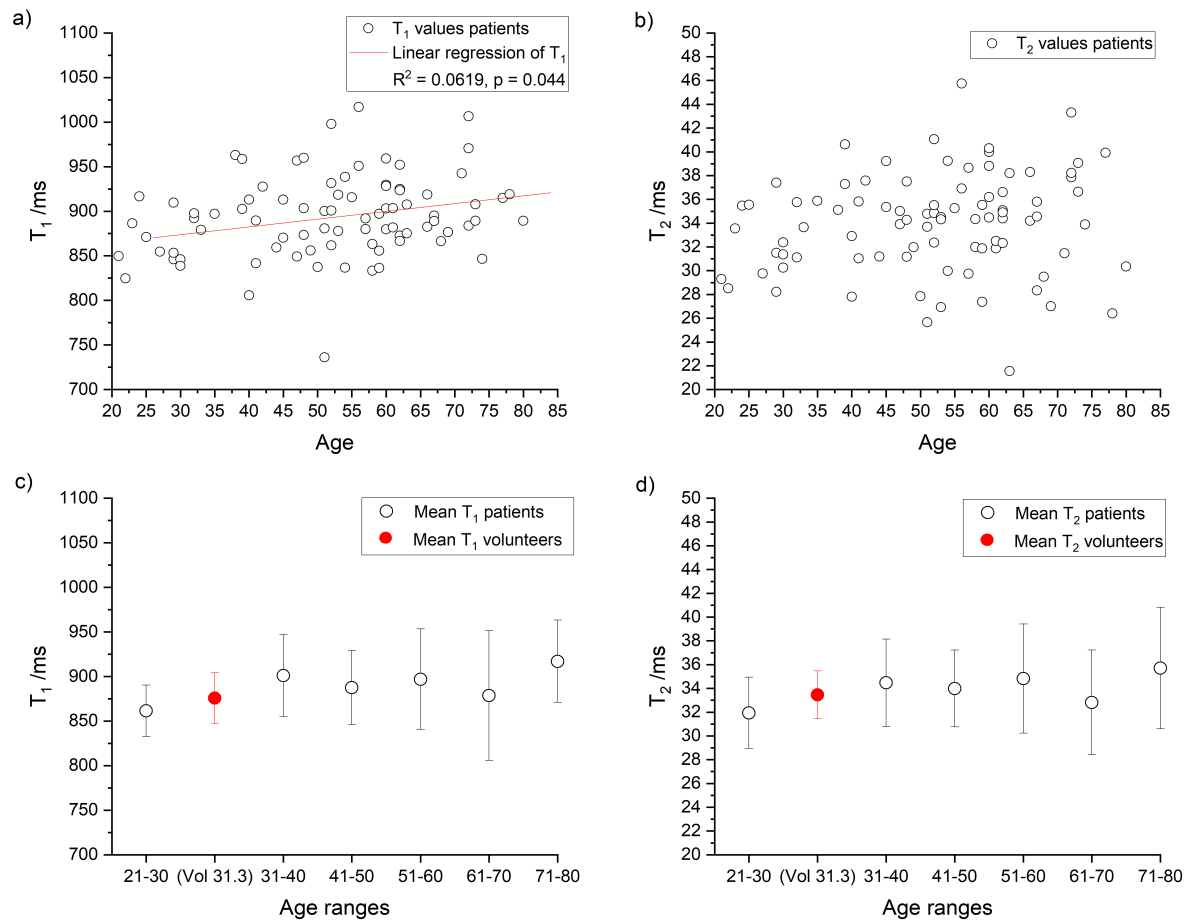 a)
T₁ values patients
Linear regression of T₁
R² = 0.0619, p = 0.044
1100
1050
1000
950
900
850
800
750
700
T₁ /ms
20 25 30 35 40 45 50 55 60 65 70 75 80 85
Age
b)
T₂ values patients
50
48
46
44
42
40
38
36
34
32
30
28
26
24
22
20
T₂ /ms
20 25 30 35 40 45 50 55 60 65 70 75 80 85
Age
c)
Mean T₁ patients
Mean T₁ volunteers
1100
1050
1000
950
900
850
800
750
700
T₁ /ms
21-30 (Vol 31.3) 31-40 41-50 51-60 61-70 71-80
Age ranges
d)
Mean T₂ patients
Mean T₂ volunteers
50
48
46
44
42
40
38
36
34
32
30
28
26
24
22
20
T₂ /ms
21-30 (Vol 31.3) 31-40 41-50 51-60 61-70 71-80
Age ranges